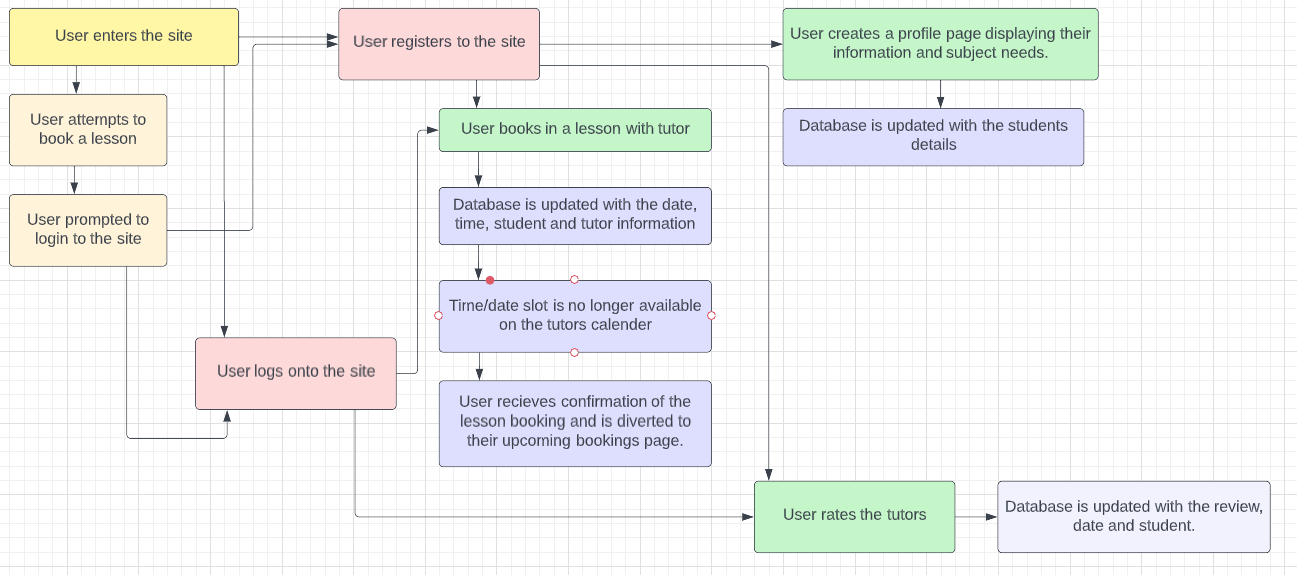 User enters the site
User registers to the site
User creates a profile page displaying their
information and subject needs.
User attempts to
book a lesson
User books in a lesson with tutor
Database is updated with the students
details
User prompted to
login to the site
Database is updated with the date,
time, student and tutor information
Time/date slot is no longer available
on the tutors calender
User logs onto the site
User recieves confirmation of the
lesson booking and is diverted to
their upcoming bookings page.
User rates the tutors
Database is updated with the review,
date and student.